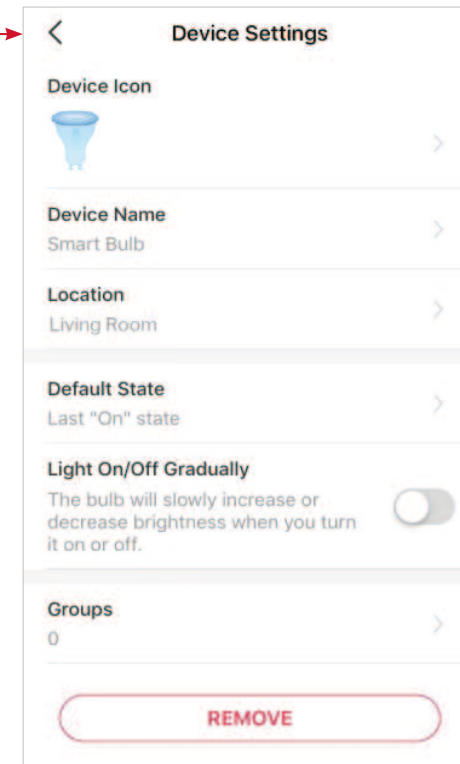 Device Settings
Device Icon
Device Name
Smart Bulb
Location
Living Room
Default State
Last "On" state
Light On/Off Gradually
The bulb will slowly increase or
decrease brightness when you turn
it on or off.
Groups
0
REMOVE